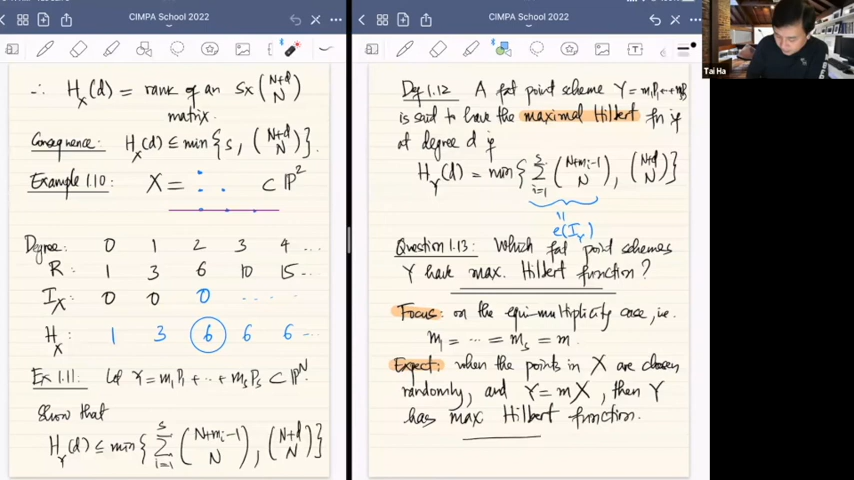 CIMPA School 2022
∴ H_X(d) = rank of an s×(N+d choose N)
matrix.
Consequence: H_X(d) ≤ min{s, (N+d choose N)}.
Example 1.10: X = ⊂ ℙ²
Degree: 0 1 2 3 4 ...
R: 1 3 6 10 15 ...
I_X: 0 0 0 ....
H_X: 1 3 6 6 6 ...
Ex 1.11: Let Y = m₁P₁ + ... + m_sP_s ⊂ ℙ^N.
Show that
H_Y(d) ≤ min{ Σ_{i=1}^{s} (N+m_i-1 choose N), (N+d choose N) }
CIMPA School 2022
Def 1.12 A fat point scheme Y = m₁P₁+...+m_sP_s
is said to have the maximal Hilbert fn
at degree d if
H_Y(d) = min{ Σ_{i=1}^{s} (N+m_i-1 choose N), (N+d choose N) }
=
e(I_Y)
Question 1.13: Which fat point schemes
Y have max. Hilbert function?
Focus: on the equi-multiplicity case, i.e.
m₁ = ... = m_s = m.
Expect: when the points in X are chosen
randomly, and Y = mX, then Y
has max Hilbert function.
Tai Ha